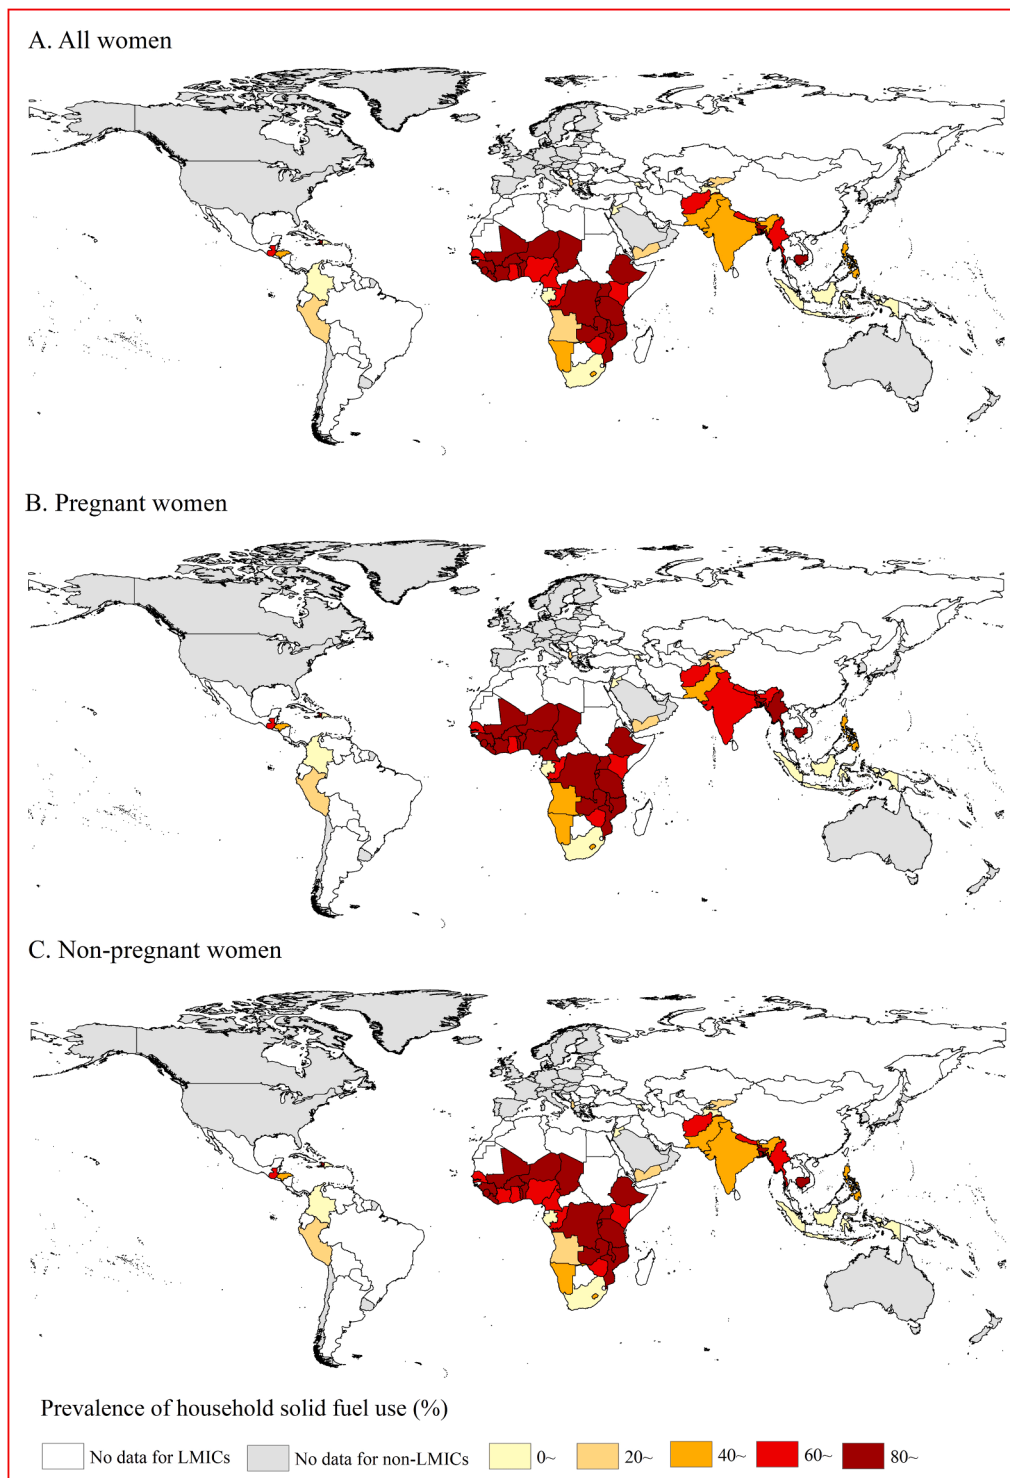 A. All women
B. Pregnant women
C. Non-pregnant women
Prevalence of household solid fuel use (%)
No data for LMICs No data for non-LMICs 0~ 20~ 40~ 60~ 80~